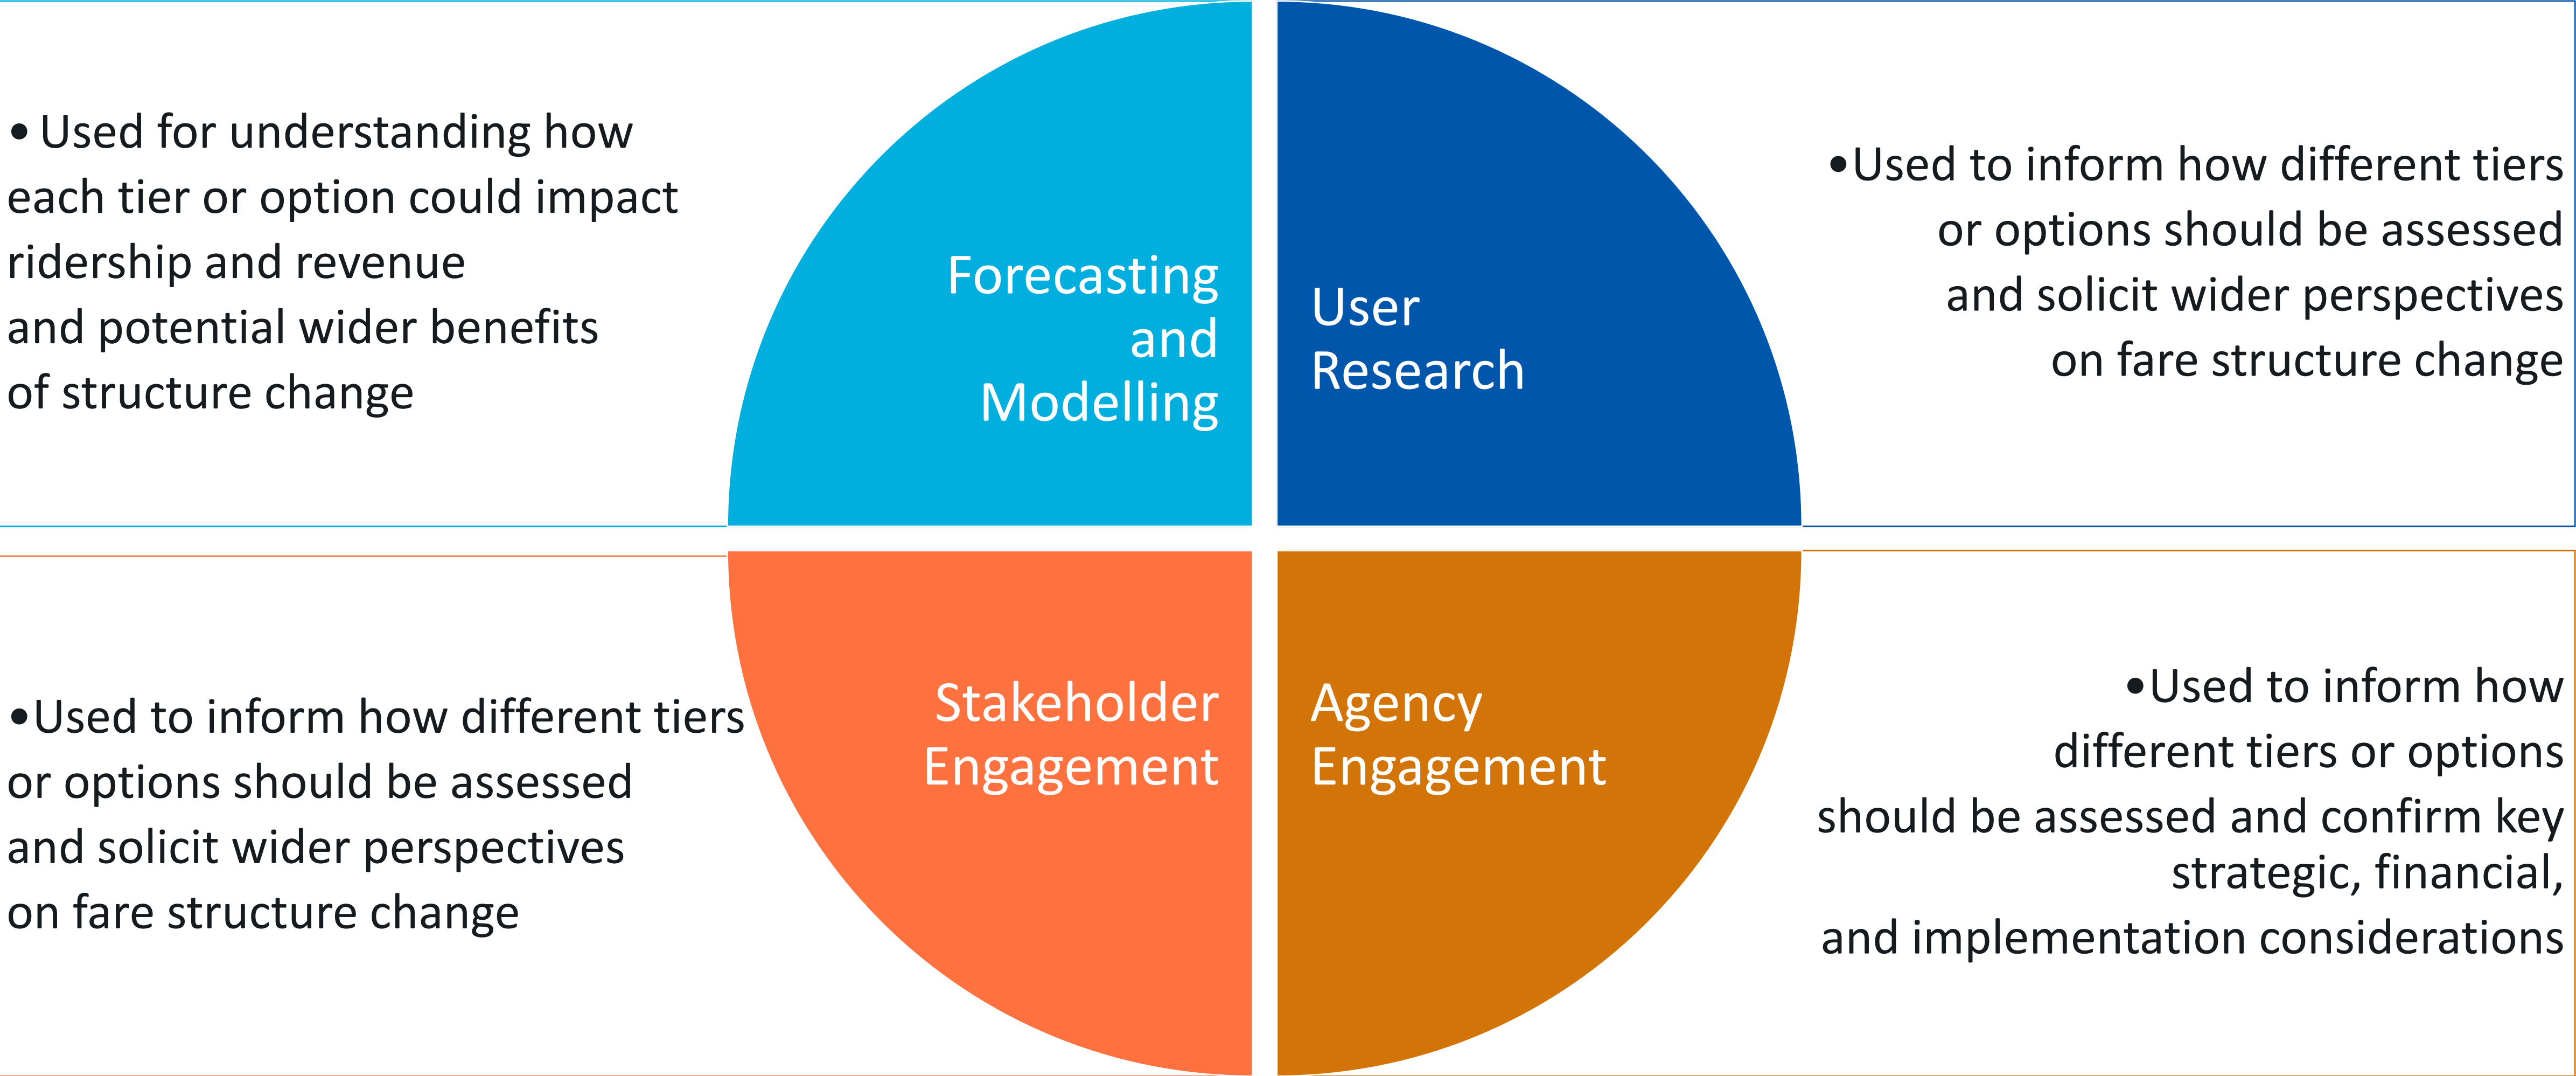 • Used for understanding how
each tier or option could impact
ridership and revenue
and potential wider benefits
of structure change
Forecasting
and
Modelling
User
Research
•Used to inform how different tiers
or options should be assessed
and solicit wider perspectives
on fare structure change
•Used to inform how different tiers
or options should be assessed
and solicit wider perspectives
on fare structure change
Stakeholder
Engagement
Agency
Engagement
•Used to inform how
different tiers or options
should be assessed and confirm key
strategic, financial,
and implementation considerations